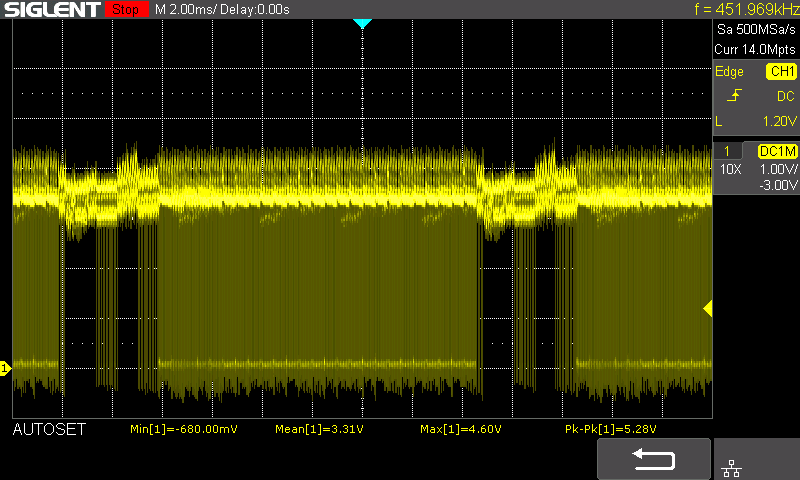 SIGLENT Stop M 2.00ms/ Delay:0.00s f = 451.969kHz
Sa 500MSa/s
Curr 14.0Mpts
Edge CH1
DC
L 1.20V
1 DC1M
10X 1.00V/
-3.00V
1
AUTOSET Min[1]=-680.00mV Mean[1]=3.31V Max[1]=4.60V Pk-Pk[1]=5.28V